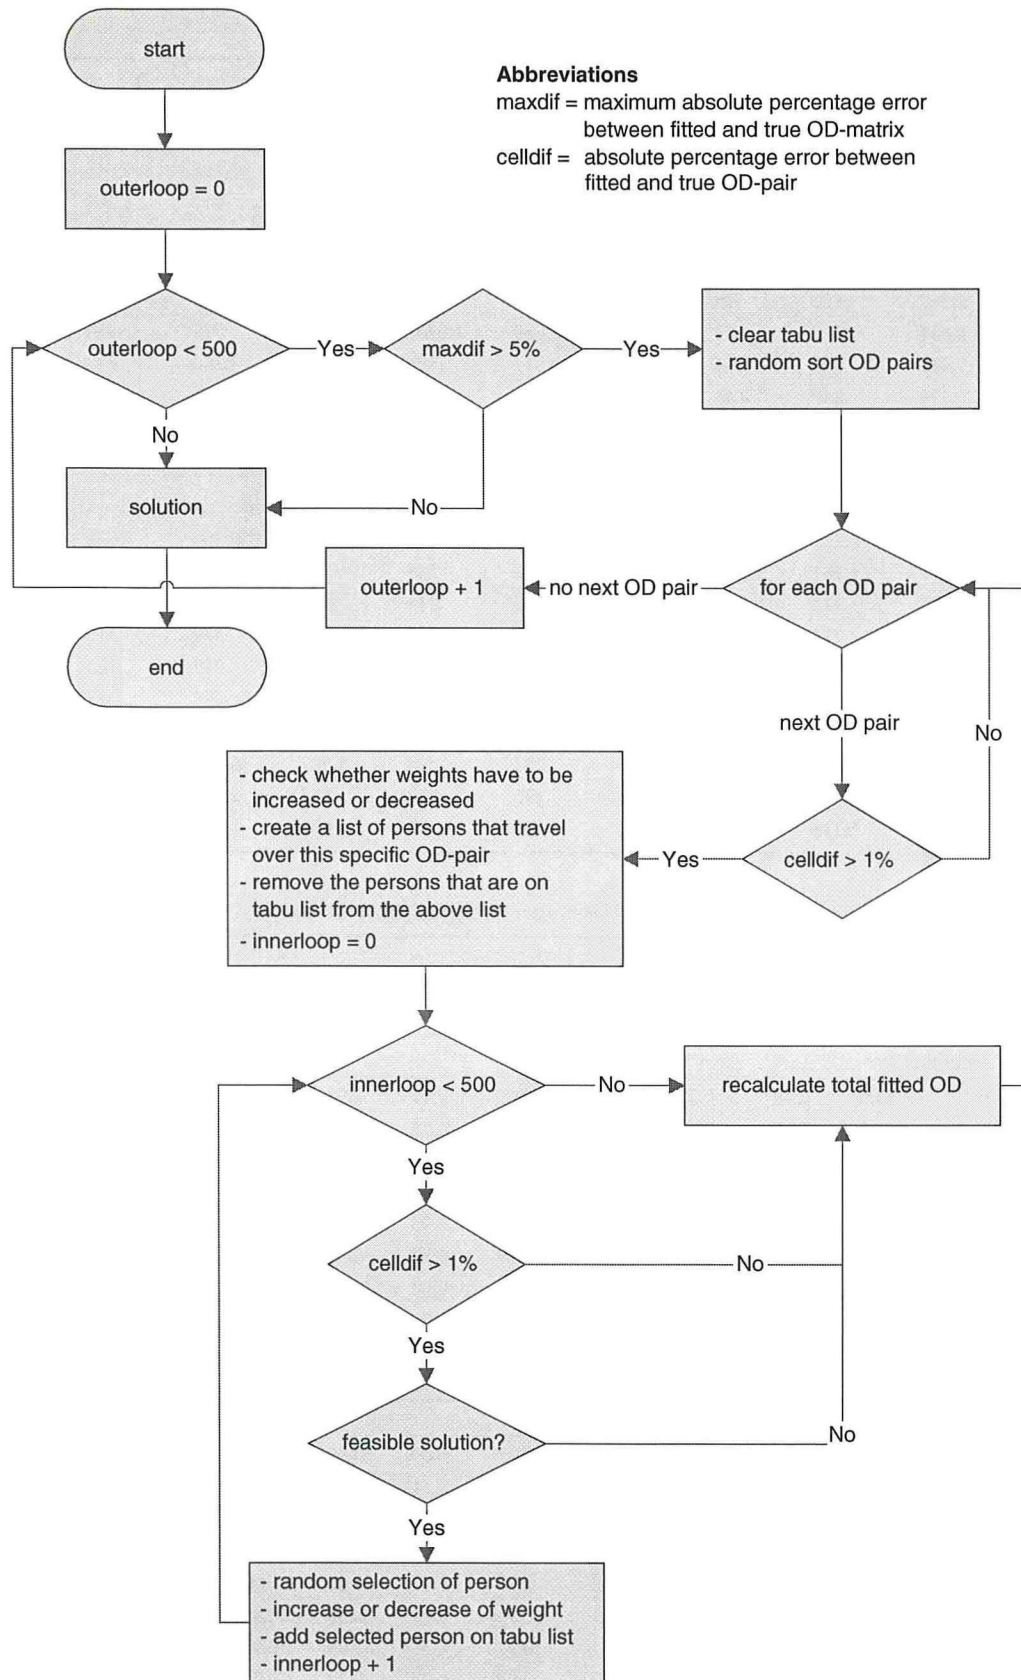 start
Abbreviations
maxdif = maximum absolute percentage error
between fitted and true OD-matrix
celldif = absolute percentage error between
fitted and true OD-pair
outerloop = 0
outerloop < 500
Yes
maxdif > 5%
Yes
- clear tabu list
- random sort OD pairs
No
solution
No
outerloop + 1
no next OD pair
for each OD pair
end
next OD pair
No
- check whether weights have to be
increased or decreased
- create a list of persons that travel
over this specific OD-pair
- remove the persons that are on
tabu list from the above list
- innerloop = 0
Yes
celldif > 1%
innerloop < 500
No
recalculate total fitted OD
Yes
celldif > 1%
No
Yes
feasible solution?
No
Yes
- random selection of person
- increase or decrease of weight
- add selected person on tabu list
- innerloop + 1